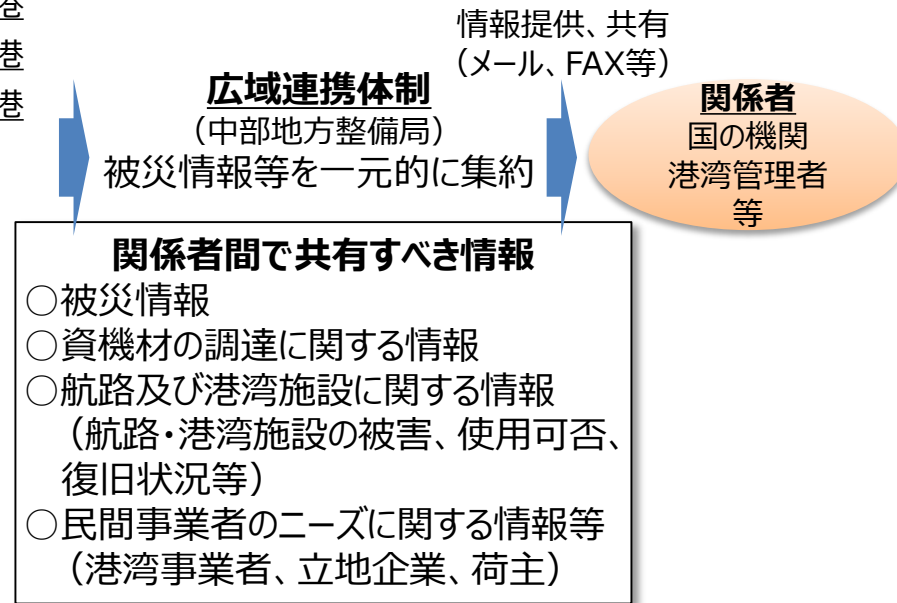 港
港
港
情報提供、共有
（メール、FAX等）
広域連携体制
（中部地方整備局）
被災情報等を一元的に集約
関係者
国の機関
港湾管理者
等
関係者間で共有すべき情報
○被災情報
○資機材の調達に関する情報
○航路及び港湾施設に関する情報
（航路・港湾施設の被害、使用可否、
復旧状況等）
○民間事業者のニーズに関する情報等
（港湾事業者、立地企業、荷主）